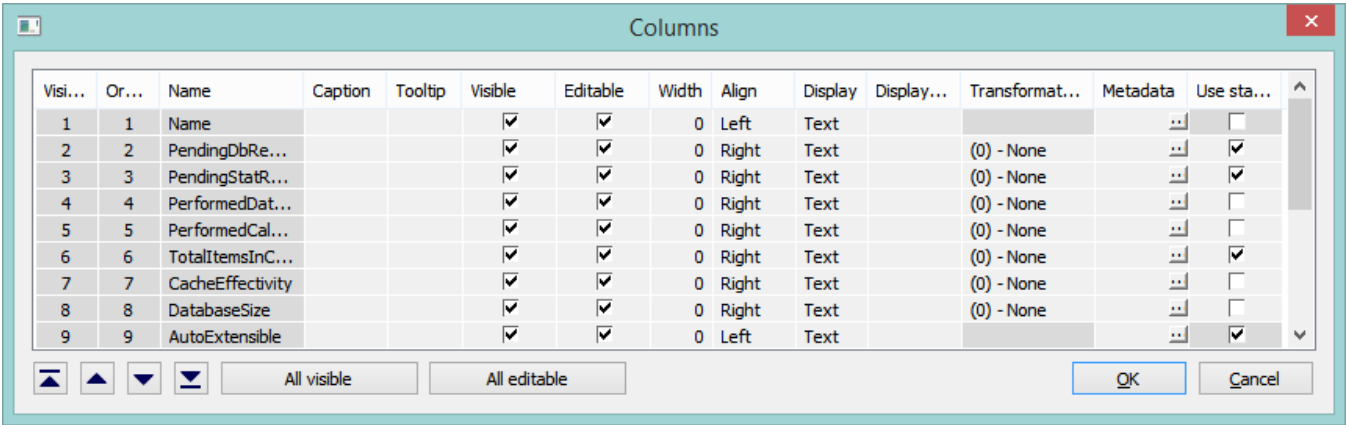 Columns
Visi... Or... Name Caption Tooltip Visible Editable Width Align Display Display... Transformat... Metadata Use sta...
1 1 Name 0 Left Text ..
2 2 PendingDbRe... 0 Right Text (0) - None ..
3 3 PendingStatR... 0 Right Text (0) - None ..
4 4 PerformedDat... 0 Right Text (0) - None ..
5 5 PerformedCal... 0 Right Text (0) - None ..
6 6 TotalItemsInC... 0 Right Text (0) - None ..
7 7 CacheEffectivity 0 Right Text (0) - None ..
8 8 DatabaseSize 0 Right Text (0) - None ..
9 9 AutoExtensible 0 Left Text ..
All visible All editable OK Cancel